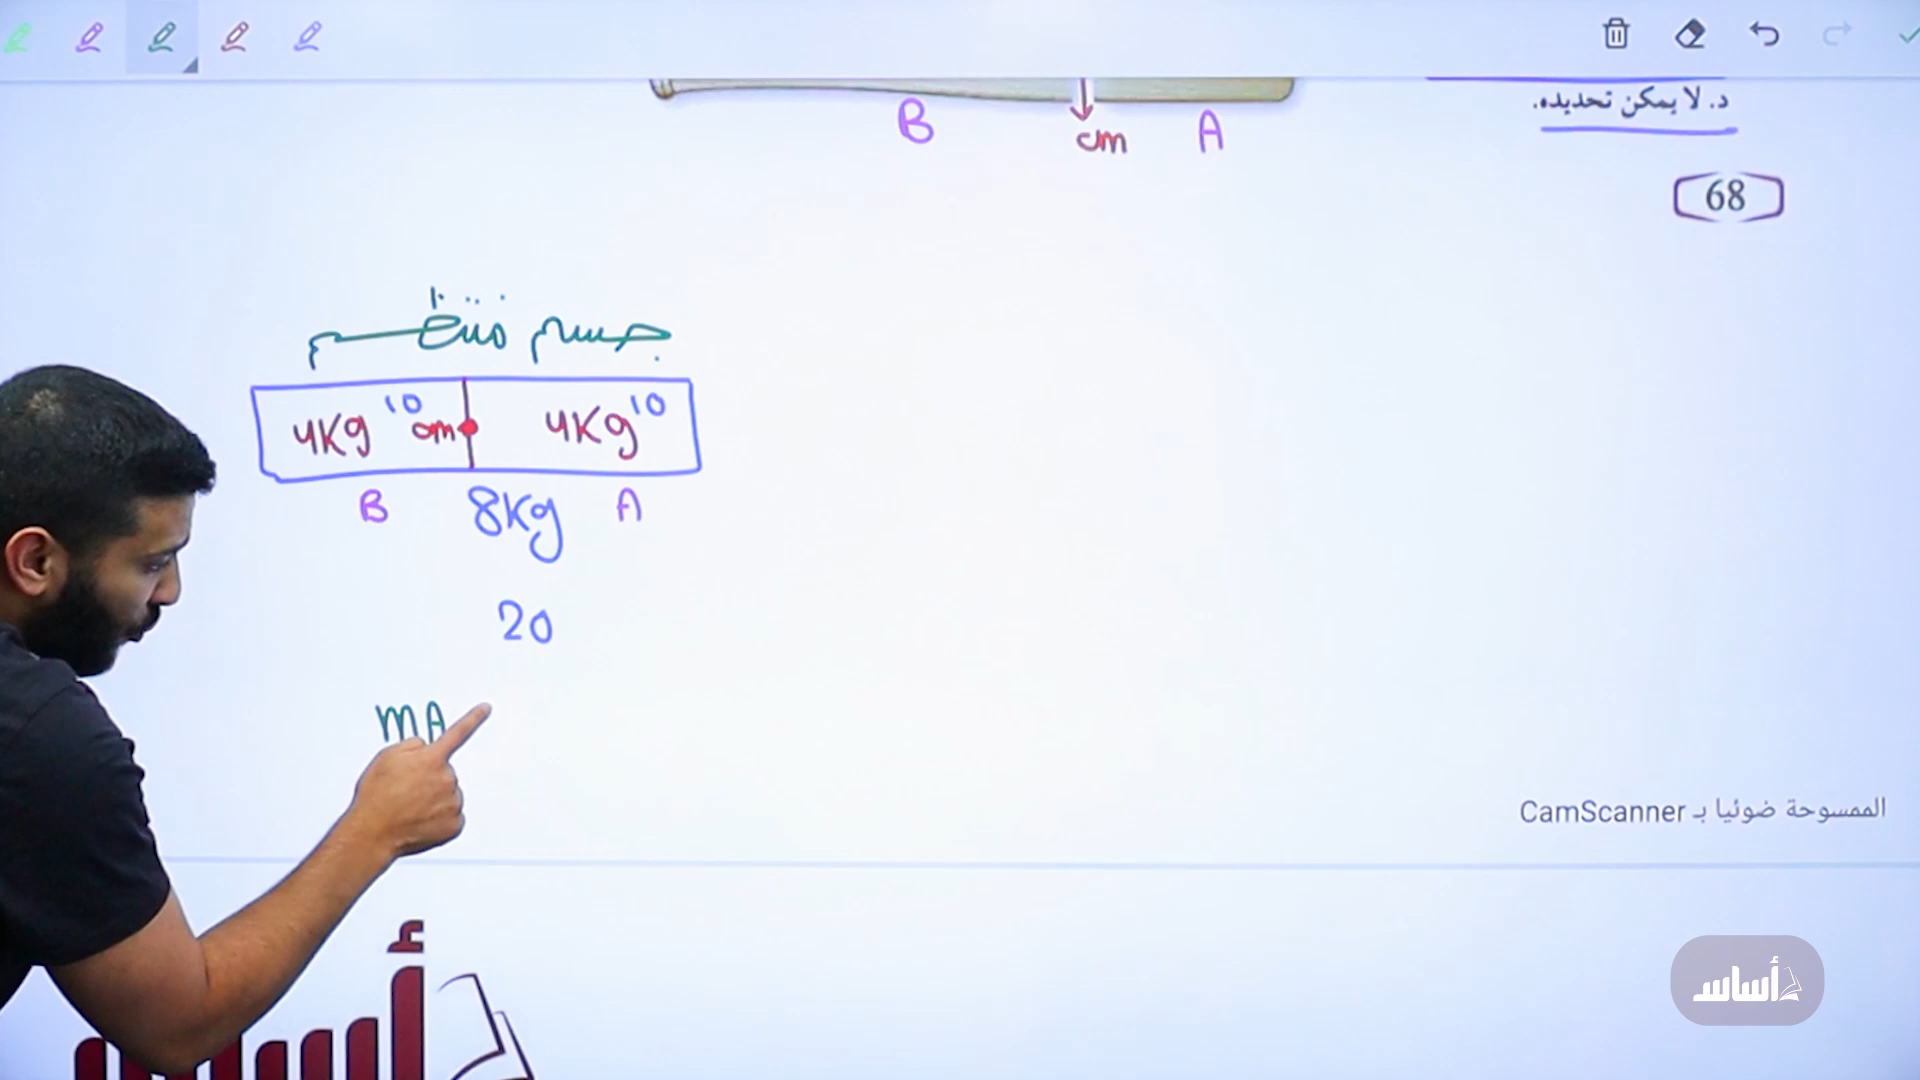 د. لا يمكن تحديده.
B cm A
68
جسم منتظم
4Kg 10 cm 4Kg 10
B 8Kg A
20
mA
الممسوحة ضوئيا بـ CamScanner
أساس
أساس